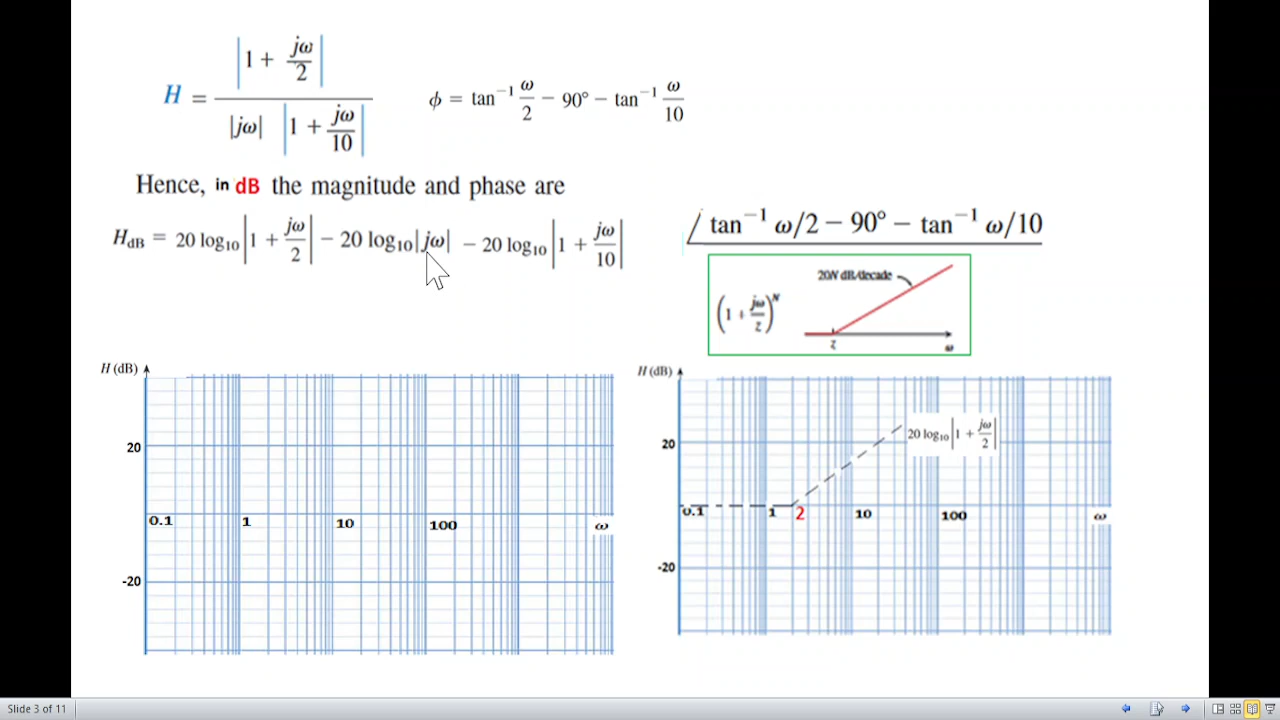 H = |1 + jω/2| / |jω| |1 + jω/10|
ϕ = tan⁻¹ ω/2 − 90° − tan⁻¹ ω/10
Hence, in dB the magnitude and phase are
H_dB = 20 log₁₀|1 + jω/2| − 20 log₁₀|jω| − 20 log₁₀|1 + jω/10|
/ tan⁻¹ ω/2 − 90° − tan⁻¹ ω/10
20N dB/decade
(1 + jω/z)^N
z
ω
H (dB)
20
0.1 1 10 100 ω
-20
H (dB)
20 log₁₀|1 + jω/2|
20
0.1 1 2 10 100 ω
-20
Slide 3 of 11